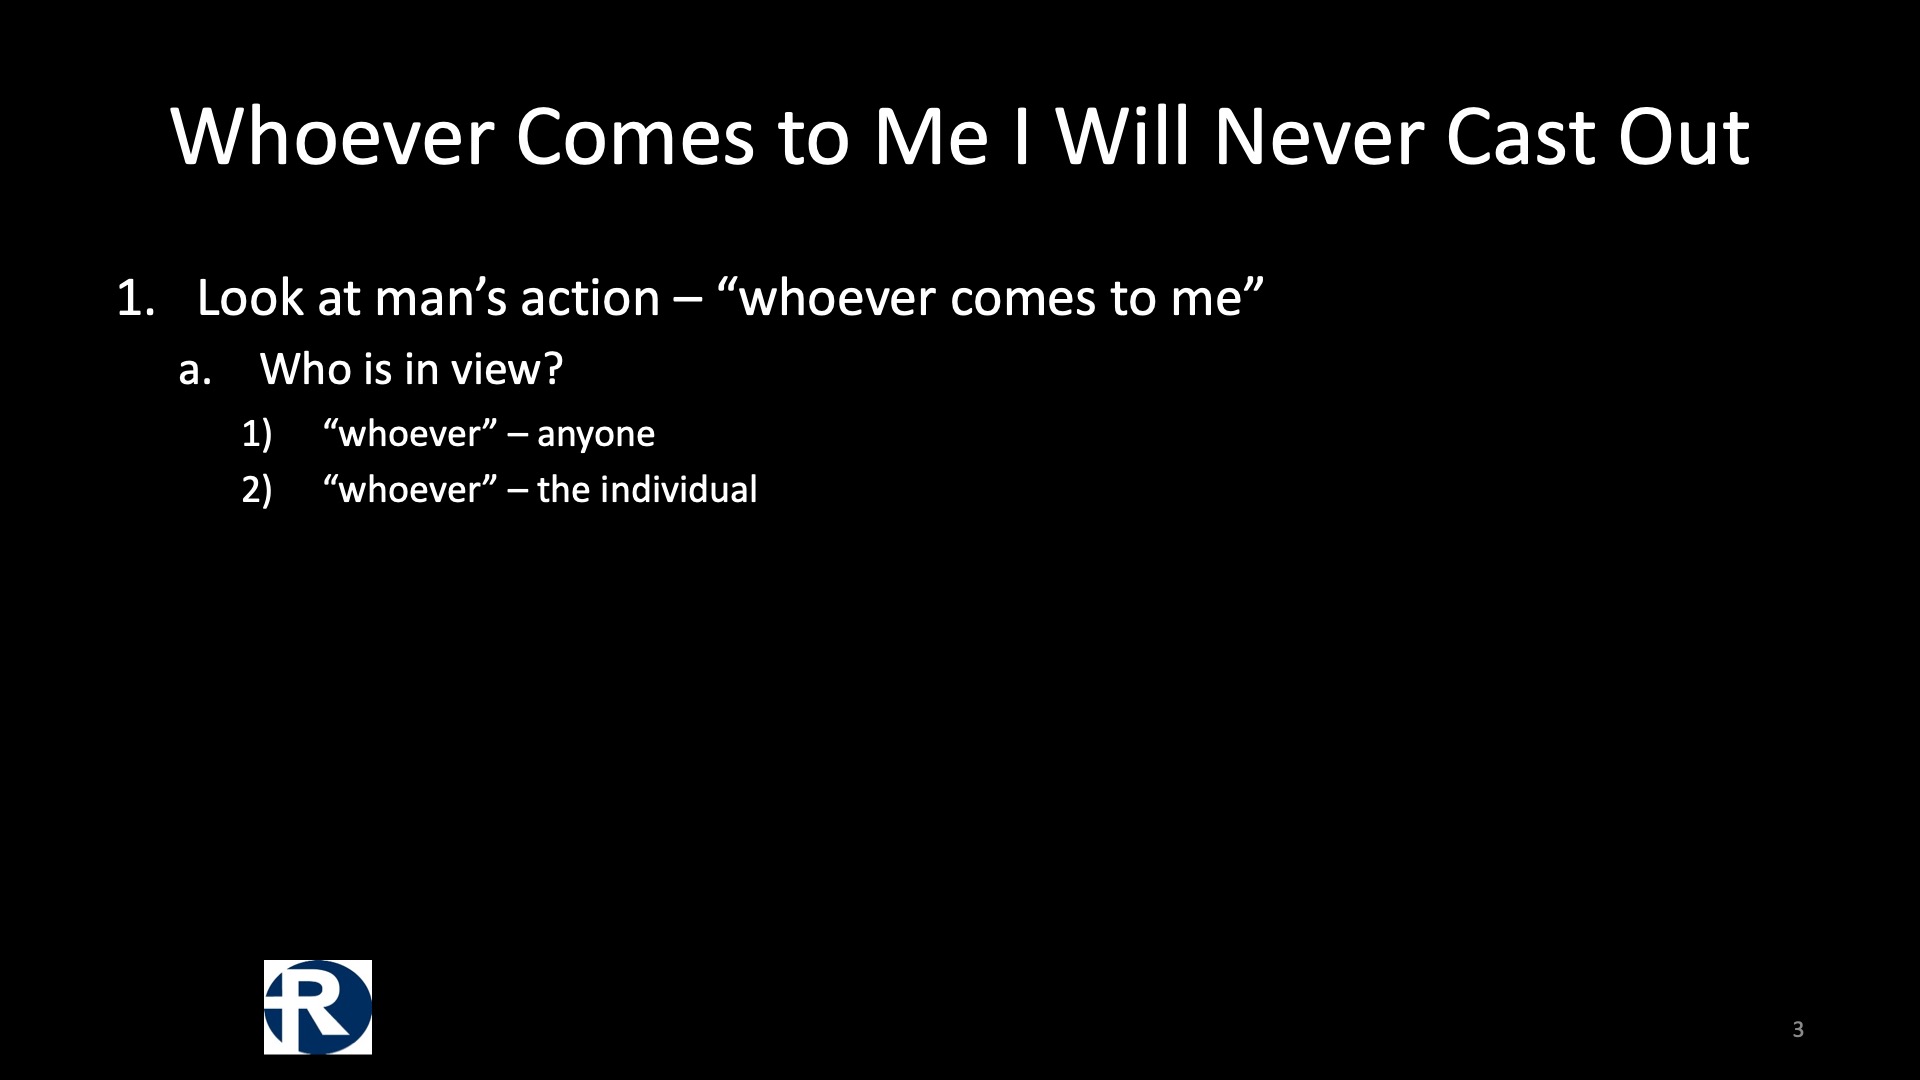 Whoever Comes to Me I Will Never Cast Out
1. Look at man’s action – “whoever comes to me”
a. Who is in view?
1) “whoever” – anyone
2) “whoever” – the individual
R
3